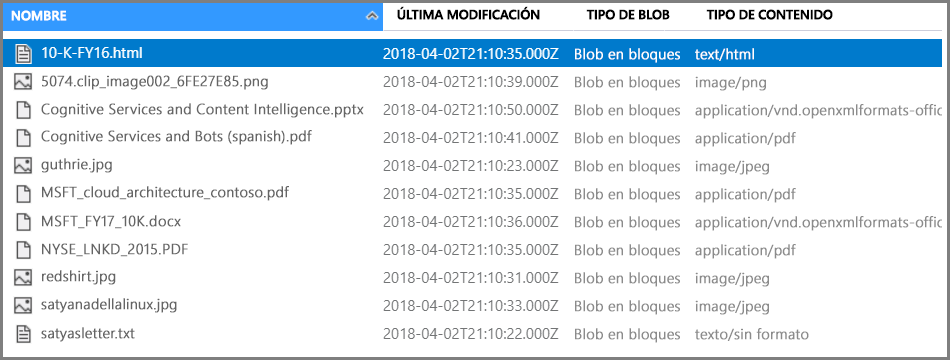 NOMBRE ÚLTIMA MODIFICACIÓN TIPO DE BLOB TIPO DE CONTENIDO
10-K-FY16.html 2018-04-02T21:10:35.000Z Blob en bloques text/html
5074.clip_image002_6FE27E85.png 2018-04-02T21:10:39.000Z Blob en bloques image/png
Cognitive Services and Content Intelligence.pptx 2018-04-02T21:10:50.000Z Blob en bloques application/vnd.openxmlformats-offic
Cognitive Services and Bots (spanish).pdf 2018-04-02T21:10:41.000Z Blob en bloques application/pdf
guthrie.jpg 2018-04-02T21:10:23.000Z Blob en bloques image/jpeg
MSFT_cloud_architecture_contoso.pdf 2018-04-02T21:10:35.000Z Blob en bloques application/pdf
MSFT_FY17_10K.docx 2018-04-02T21:10:36.000Z Blob en bloques application/vnd.openxmlformats-offic
NYSE_LNKD_2015.PDF 2018-04-02T21:10:35.000Z Blob en bloques application/pdf
redshirt.jpg 2018-04-02T21:10:31.000Z Blob en bloques image/jpeg
satyanadellalinux.jpg 2018-04-02T21:10:33.000Z Blob en bloques image/jpeg
satyasletter.txt 2018-04-02T21:10:22.000Z Blob en bloques texto/sin formato